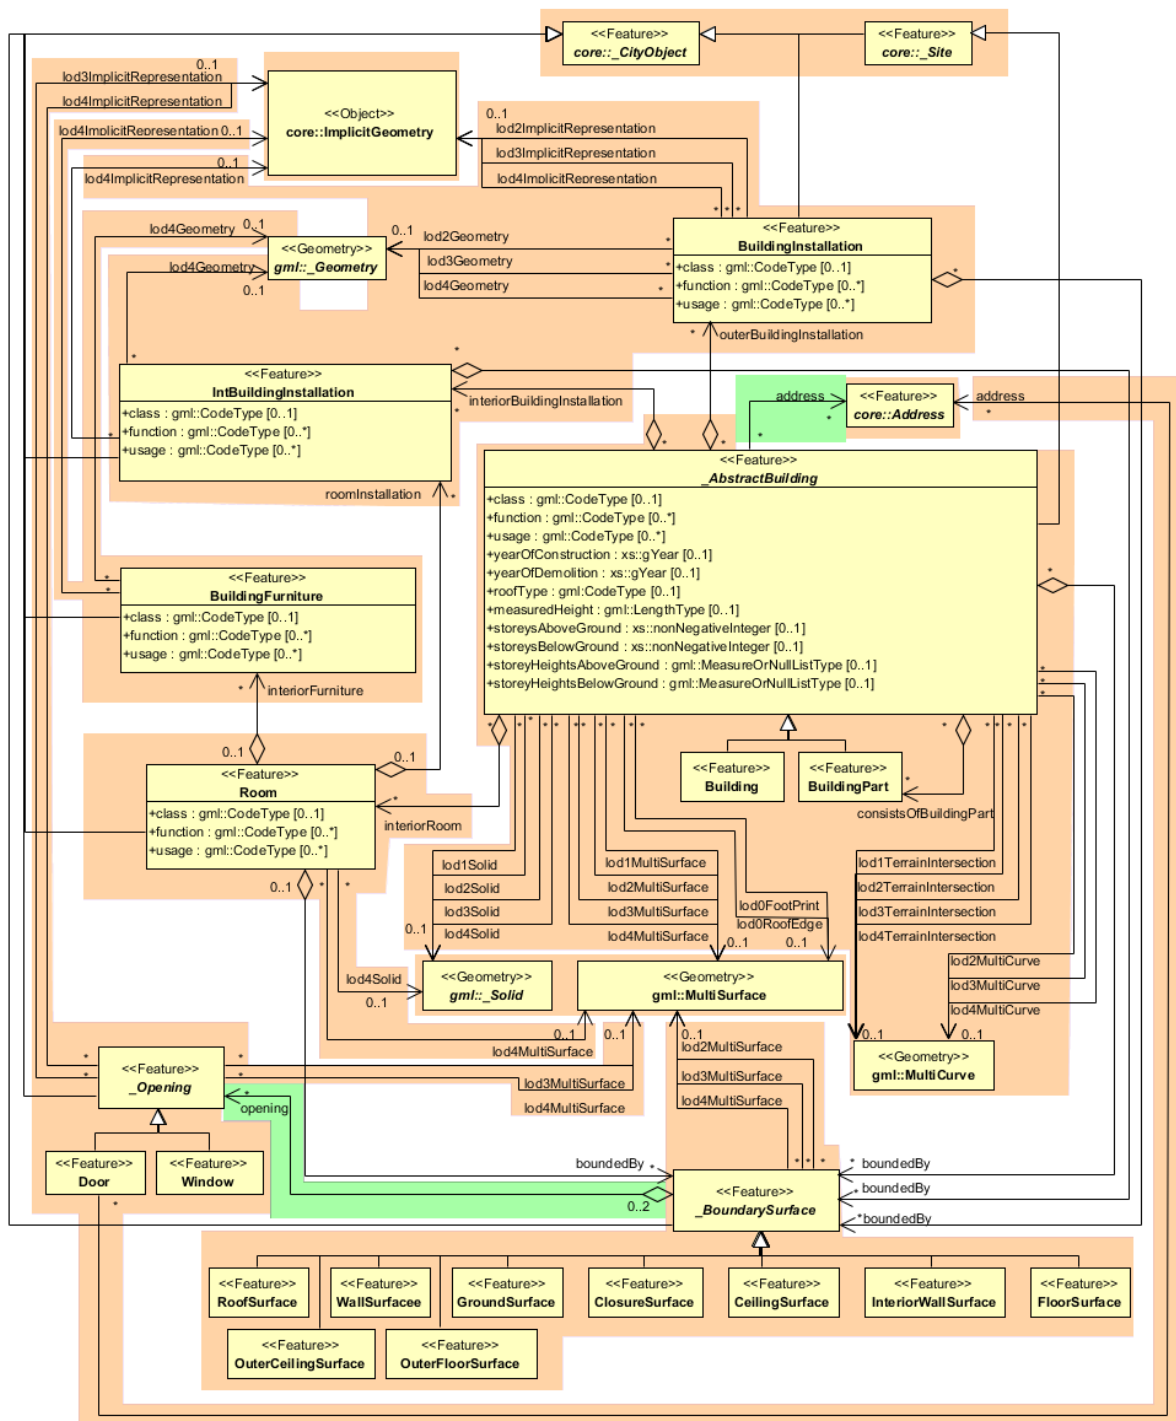 <<Feature>>
core::_CityObject
<<Feature>>
core::_Site
0..1
lod3ImplicitRepresentation
lod4ImplicitRepresentation
<<Object>>
core::ImplicitGeometry
0..1
lod2ImplicitRepresentation
lod4ImplicitRepresentation 0..1
lod3ImplicitRepresentation
0..1
lod4ImplicitRepresentation
lod4ImplicitRepresentation
* * *
lod4Geometry
0..1
0..1
<<Geometry>>
gml::_Geometry
lod2Geometry
*
lod3Geometry
*
lod4Geometry
*
lod4Geometry
0..1
<<Feature>>
BuildingInstallation
+class : gml::CodeType [0..1]
+function : gml::CodeType [0..*]
+usage : gml::CodeType [0..*]
*
* outerBuildingInstallation
*
*
<<Feature>>
IntBuildingInstallation
+class : gml::CodeType [0..1]
+function : gml::CodeType [0..*]
+usage : gml::CodeType [0..*]
*
*
interiorBuildingInstallation
*
*
address
*
*
<<Feature>>
core::Address
address
*
roomInstallation
*
<<Feature>>
_AbstractBuilding
+class : gml::CodeType [0..1]
+function : gml::CodeType [0..*]
+usage : gml::CodeType [0..*]
+yearOfConstruction : xs::gYear [0..1]
+yearOfDemolition : xs::gYear [0..1]
+roofType : gml:CodeType [0..1]
+measuredHeight : gml::LengthType [0..1]
+storeysAboveGround : xs::nonNegativeInteger [0..1]
+storeysBelowGround : xs::nonNegativeInteger [0..1]
+storeyHeightsAboveGround : gml::MeasureOrNullListType [0..1]
+storeyHeightsBelowGround : gml::MeasureOrNullListType [0..1]
*
*
*
*
*
*
<<Feature>>
BuildingFurniture
+class : gml::CodeType [0..1]
+function : gml::CodeType [0..*]
+usage : gml::CodeType [0..*]
* interiorFurniture
0..1
0..1
<<Feature>>
Room
+class : gml::CodeType [0..1]
+function : gml::CodeType [0..*]
+usage : gml::CodeType [0..*]
*
interiorRoom
* * * * * * * * * * *
* * * * *
<<Feature>>
Building
<<Feature>>
BuildingPart
*
consistsOfBuildingPart
0..1
*
*
lod1Solid
lod2Solid
lod3Solid
lod4Solid
0..1
lod1MultiSurface
lod2MultiSurface
lod3MultiSurface
lod4MultiSurface
0..1
lod0FootPrint
lod0RoofEdge
0..1
lod1TerrainIntersection
lod2TerrainIntersection
lod3TerrainIntersection
lod4TerrainIntersection
lod2MultiCurve
lod3MultiCurve
lod4MultiCurve
lod4Solid
0..1
<<Geometry>>
gml::_Solid
<<Geometry>>
gml::MultiSurface
0..1
0..1
0..1
0..1
0..1
<<Geometry>>
gml::MultiCurve
lod4MultiSurface
lod3MultiSurface
lod4MultiSurface
lod2MultiSurface
lod3MultiSurface
lod4MultiSurface
*
*
*
*
<<Feature>>
_Opening
*
opening
<<Feature>>
Door
*
<<Feature>>
Window
boundedBy *
* * *
0..2
<<Feature>>
_BoundarySurface
* boundedBy
* boundedBy
*boundedBy
<<Feature>>
RoofSurface
<<Feature>>
WallSurfacee
<<Feature>>
GroundSurface
<<Feature>>
ClosureSurface
<<Feature>>
CeilingSurface
<<Feature>>
InteriorWallSurface
<<Feature>>
FloorSurface
<<Feature>>
OuterCeilingSurface
<<Feature>>
OuterFloorSurface